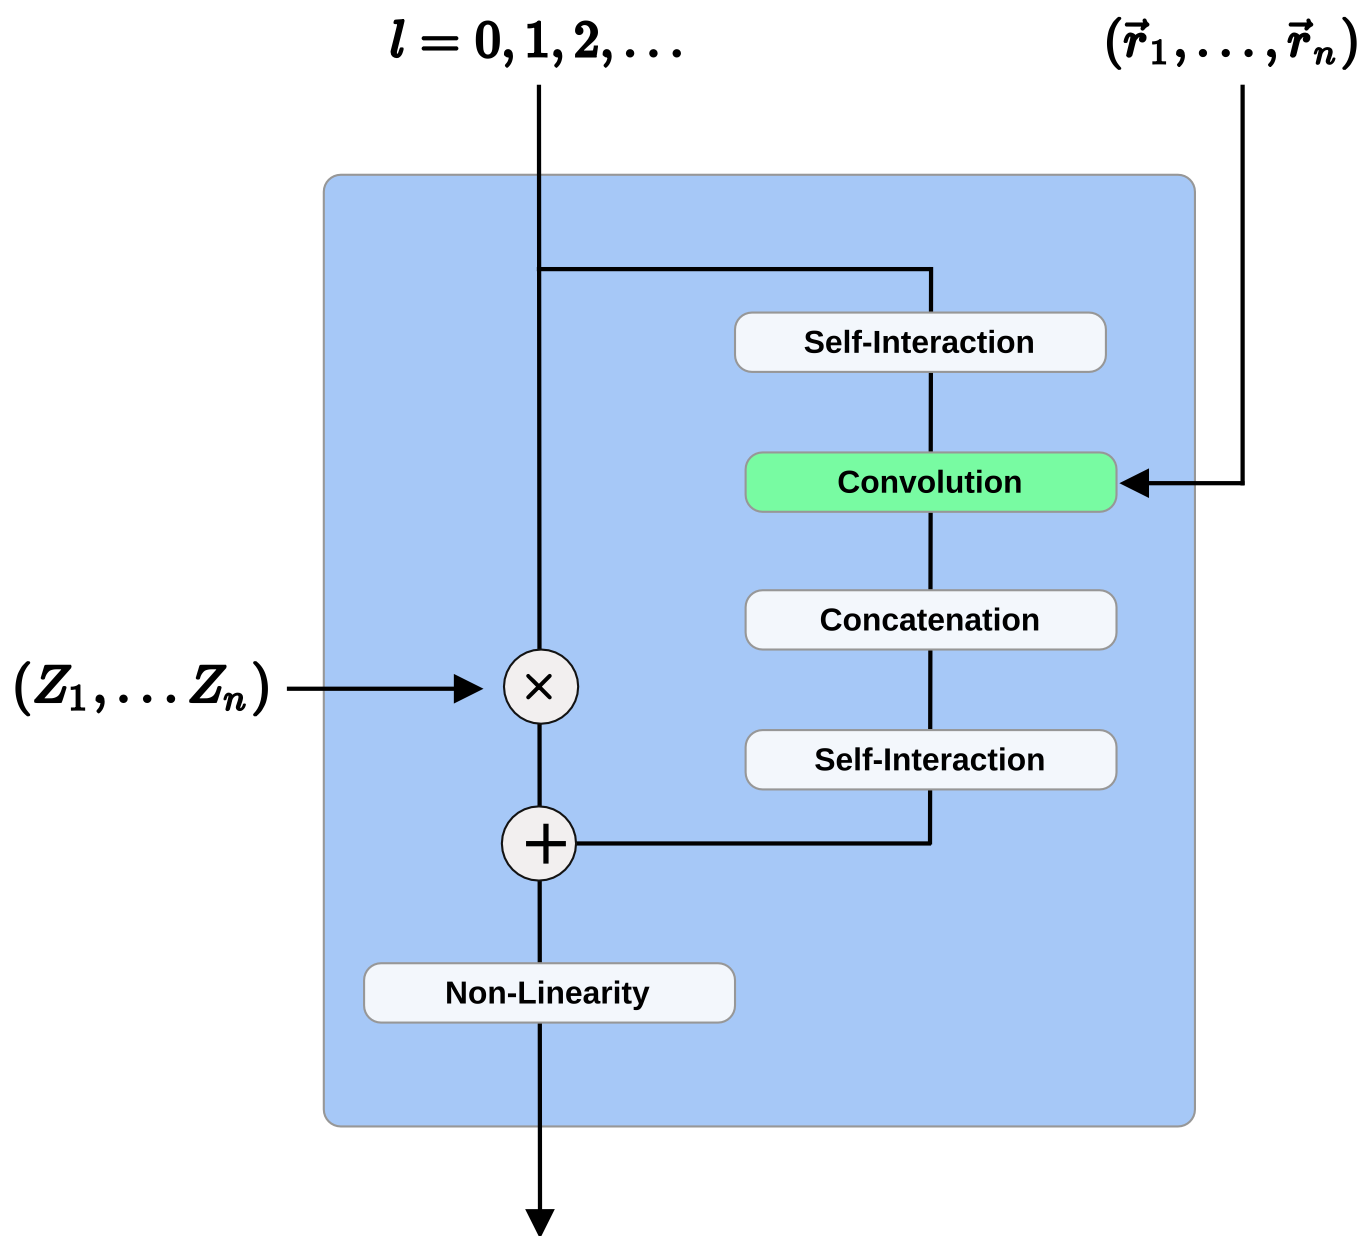 l = 0, 1, 2, . . .
(r⃗₁, . . . , r⃗ₙ)
Self-Interaction
Convolution
Concatenation
(Z₁, . . . Zₙ)
×
Self-Interaction
+
Non-Linearity